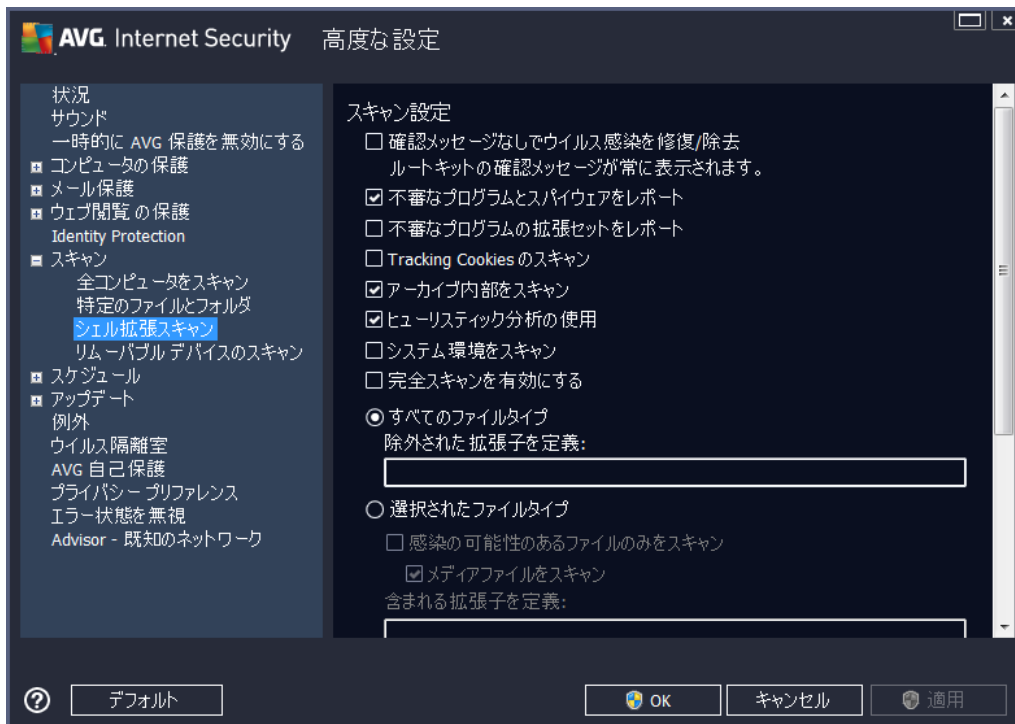 AVG. Internet Security 高度な設定
状況
サウンド
一時的に AVG 保護を無効にする
コンピュータの保護
メール保護
ウェブ閲覧 の保護
Identity Protection
スキャン
全コンピュータをスキャン
特定のファイルとフォルダ
シェル拡張スキャン
リムーバブル デバイスのスキャン
スケジュール
アップデート
例外
ウイルス隔離室
AVG 自己保護
プライバシー プリファレンス
エラー状態を無視
Advisor - 既知のネットワーク
スキャン設定
確認メッセージなしでウイルス感染を修復/除去
ルートキットの確認メッセージが常に表示されます。
不審なプログラムとスパイウェアをレポート
不審なプログラムの拡張セットをレポート
Tracking Cookies のスキャン
アーカイブ内部をスキャン
ヒューリスティック分析の使用
システム環境をスキャン
完全スキャンを有効にする
すべてのファイルタイプ
除外された拡張子を定義:
選択されたファイルタイプ
感染の可能性のあるファイルのみをスキャン
メディアファイルをスキャン
含まれる拡張子を定義:
デフォルト
OK
キャンセル
適用